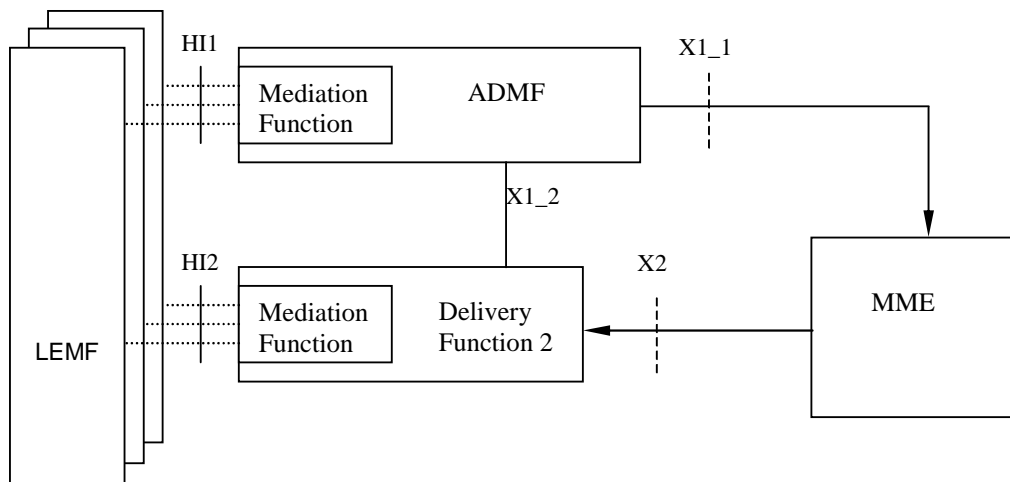 HI1
X1_1
Mediation
Function
ADMF
X1_2
HI2
X2
Mediation
Function
Delivery
Function 2
MME
LEMF